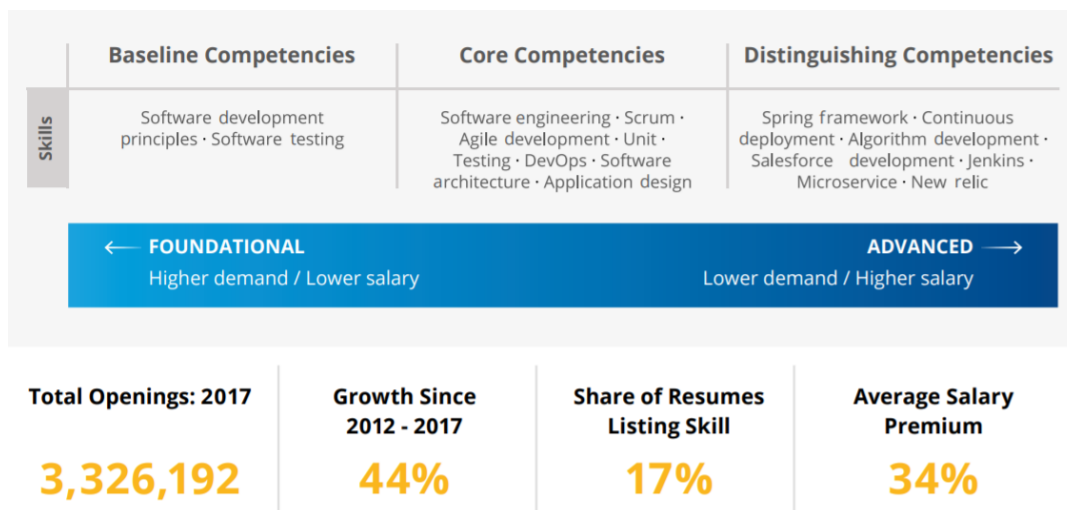 Baseline Competencies
Core Competencies
Distinguishing Competencies
Skills
Software development
principles · Software testing
Software engineering · Scrum ·
Agile development · Unit ·
Testing · DevOps · Software
architecture · Application design
Spring framework · Continuous
deployment · Algorithm development ·
Salesforce development · Jenkins ·
Microservice · New relic
← FOUNDATIONAL
Higher demand / Lower salary
ADVANCED →
Lower demand / Higher salary
Total Openings: 2017
3,326,192
Growth Since
2012 - 2017
44%
Share of Resumes
Listing Skill
17%
Average Salary
Premium
34%